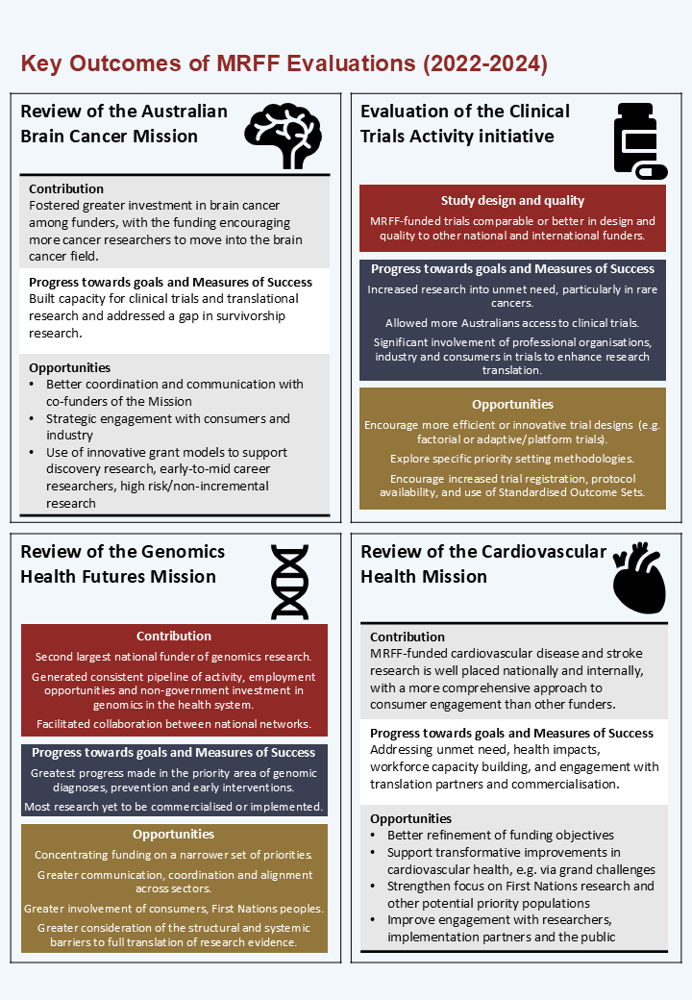 Key Outcomes of MRFF Evaluations (2022-2024)
Review of the Australian
Brain Cancer Mission
Contribution
Fostered greater investment in brain cancer
among funders, with the funding encouraging
more cancer researchers to move into the brain
cancer field.
Progress towards goals and Measures of Success
Built capacity for clinical trials and translational
research and addressed a gap in survivorship
research.
Opportunities
• Better coordination and communication with
co-funders of the Mission
• Strategic engagement with consumers and
industry
• Use of innovative grant models to support
discovery research, early-to-mid career
researchers, high risk/non-incremental
research
Evaluation of the Clinical
Trials Activity initiative
Study design and quality
MRFF-funded trials comparable or better in design and
quality to other national and international funders.
Progress towards goals and Measures of Success
Increased research into unmet need, particularly in rare
cancers.
Allowed more Australians access to clinical trials.
Significant involvement of professional organisations,
industry and consumers in trials to enhance research
translation.
Opportunities
Encourage more efficient or innovative trial designs (e.g.
factorial or adaptive/platform trials).
Explore specific priority setting methodologies.
Encourage increased trial registration, protocol
availability, and use of Standardised Outcome Sets.
Review of the Genomics
Health Futures Mission
Contribution
Second largest national funder of genomics research.
Generated consistent pipeline of activity, employment
opportunities and non-government investment in
genomics in the health system.
Facilitated collaboration between national networks.
Progress towards goals and Measures of Success
Greatest progress made in the priority area of genomic
diagnoses, prevention and early interventions.
Most research yet to be commercialised or implemented.
Opportunities
Concentrating funding on a narrower set of priorities.
Greater communication, coordination and alignment
across sectors.
Greater involvement of consumers, First Nations peoples.
Greater consideration of the structural and systemic
barriers to full translation of research evidence.
Review of the Cardiovascular
Health Mission
Contribution
MRFF-funded cardiovascular disease and stroke
research is well placed nationally and internally,
with a more comprehensive approach to
consumer engagement than other funders.
Progress towards goals and Measures of Success
Addressing unmet need, health impacts,
workforce capacity building, and engagement with
translation partners and commercialisation.
Opportunities
• Better refinement of funding objectives
• Support transformative improvements in
cardiovascular health, e.g. via grand challenges
• Strengthen focus on First Nations research and
other potential priority populations
• Improve engagement with researchers,
implementation partners and the public